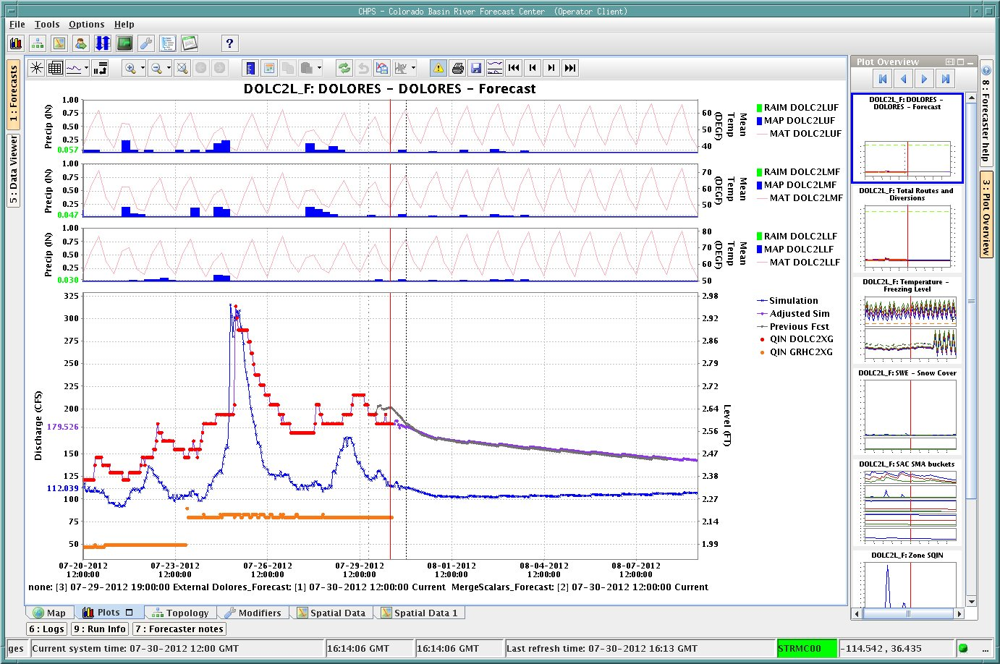 CHPS - Colorado Basin River Forecast Center (Operator Client)
File Tools Options Help
?
1 : Forecasts
5 : Data Viewer
DOLC2L_F: DOLORES - DOLORES - Forecast
Precip (IN)
1.00
0.75
0.50
0.25
0.057
60
50
40
Mean Temp (DEGF)
RAIM DOLC2LUF
MAP DOLC2LUF
MAT DOLC2LUF
Precip (IN)
1.00
0.75
0.50
0.25
0.047
70
60
50
Mean Temp (DEGF)
RAIM DOLC2LMF
MAP DOLC2LMF
MAT DOLC2LMF
Precip (IN)
1.00
0.75
0.50
0.25
0.030
80
70
60
50
Mean Temp (DEGF)
RAIM DOLC2LLF
MAP DOLC2LLF
MAT DOLC2LLF
Discharge (CFS)
325
300
275
250
225
200
179.526
150
125
112.039
100
75
50
2.98
2.92
2.86
2.79
2.72
2.64
2.56
2.47
2.38
2.27
2.14
1.99
Level (FT)
Simulation
Adjusted Sim
Previous Fcst
QIN DOLC2XG
QIN GRHC2XG
07-20-2012 07-23-2012 07-26-2012 07-29-2012 08-01-2012 08-04-2012 08-07-2012
12:00:00 12:00:00 12:00:00 12:00:00 12:00:00 12:00:00 12:00:00
none: [3] 07-29-2012 19:00:00 External Dolores_Forecast: [1] 07-30-2012 12:00:00 Current MergeScalars_Forecast: [2] 07-30-2012 12:00:00 Current
Plot Overview
DOLC2L_F: DOLORES -
DOLORES - Forecast
DOLC2L_F: Total Routes and
Diversions
DOLC2L_F: Temperature -
Freezing Level
DOLC2L_F: SWE - Snow Cover
DOLC2L_F: SAC SMA buckets
DOLC2L_F: Zone SQIN
8 : Forecaster help
3 : Plot Overview
Map Plots Topology Modifiers Spatial Data Spatial Data 1
6 : Logs 9 : Run Info 7 : Forecaster notes
ges Current system time: 07-30-2012 12:00 GMT 16:14:06 GMT 16:14:06 GMT Last refresh time: 07-30-2012 16:13 GMT STRMC00 -114.542 , 36.435 ...